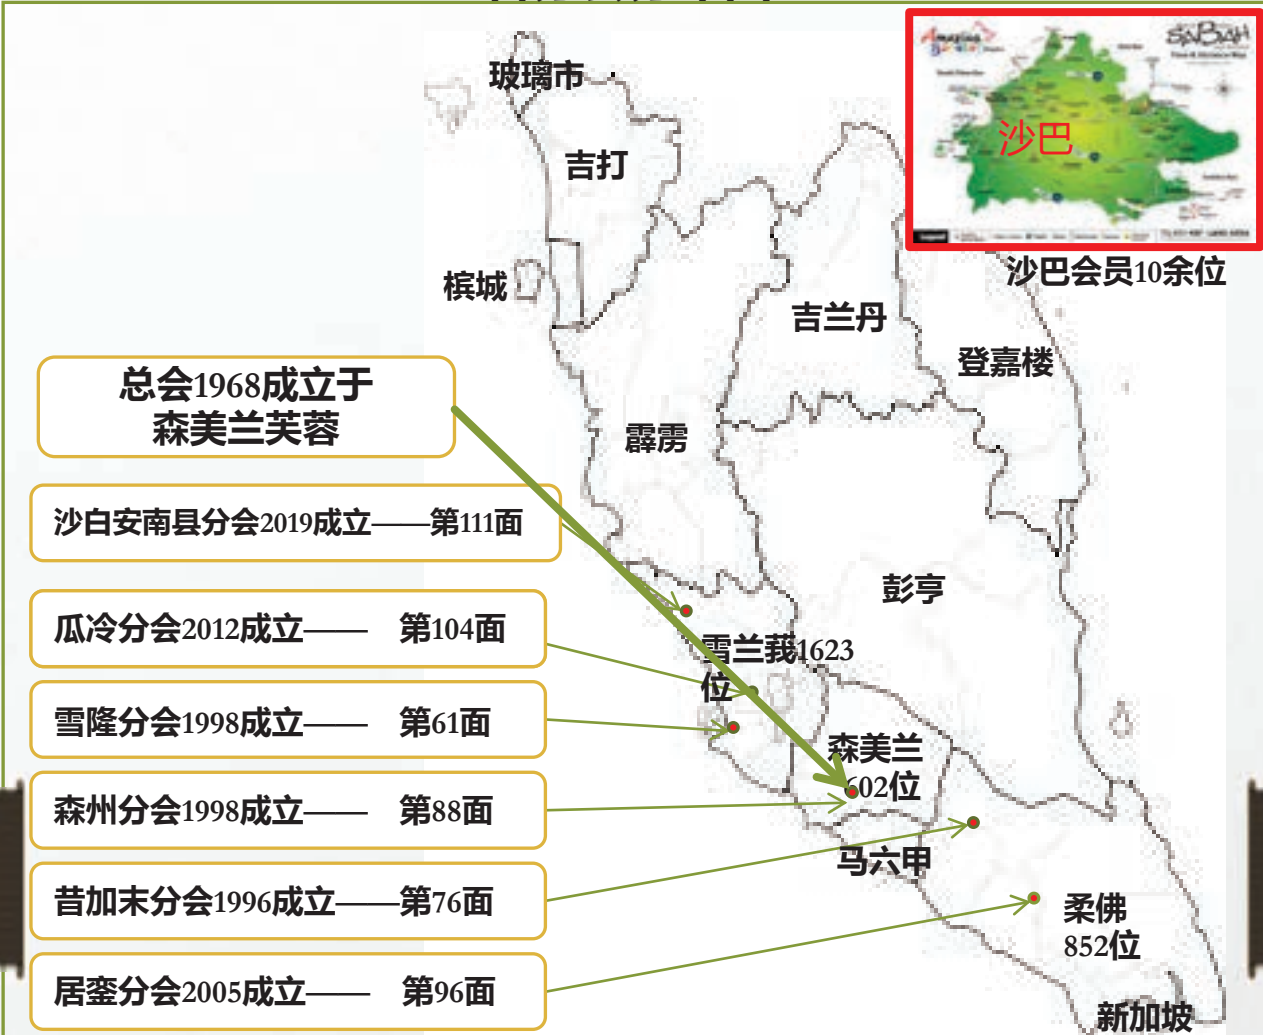 玻璃市
吉打
槟城
SABAH
沙巴
沙巴会员10余位
吉兰丹
登嘉楼
总会1968成立于
森美兰芙蓉
霹雳
沙白安南县分会2019成立——第111面
彭亨
瓜冷分会2012成立—— 第104面
雪兰莪1623
位
雪隆分会1998成立—— 第61面
森美兰
602位
森州分会1998成立—— 第88面
马六甲
昔加末分会1996成立——第76面
柔佛
852位
居銮分会2005成立—— 第96面
新加坡